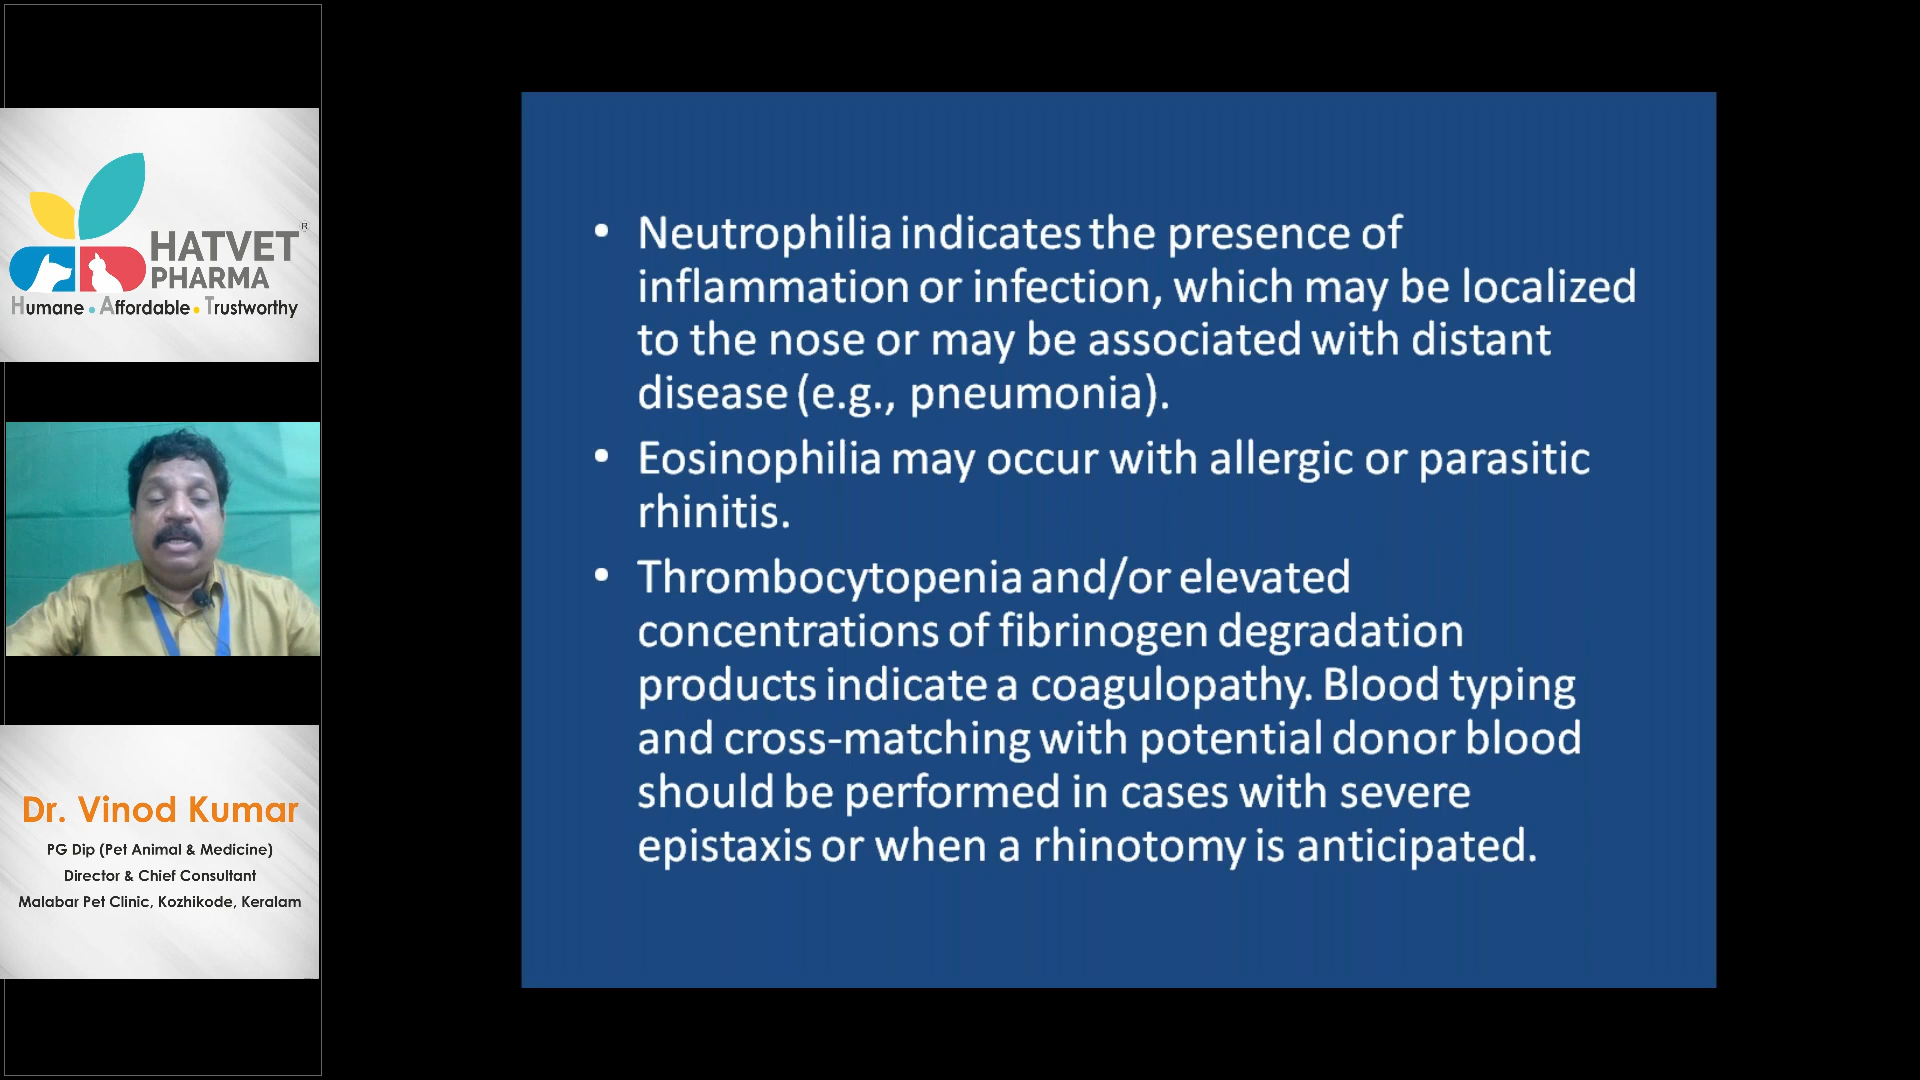 HATVET®
PHARMA
Humane • Affordable • Trustworthy
Dr. Vinod Kumar
PG Dip (Pet Animal & Medicine)
Director & Chief Consultant
Malabar Pet Clinic, Kozhikode, Keralam
• Neutrophilia indicates the presence of
inflammation or infection, which may be localized
to the nose or may be associated with distant
disease (e.g., pneumonia).
• Eosinophilia may occur with allergic or parasitic
rhinitis.
• Thrombocytopenia and/or elevated
concentrations of fibrinogen degradation
products indicate a coagulopathy. Blood typing
and cross-matching with potential donor blood
should be performed in cases with severe
epistaxis or when a rhinotomy is anticipated.